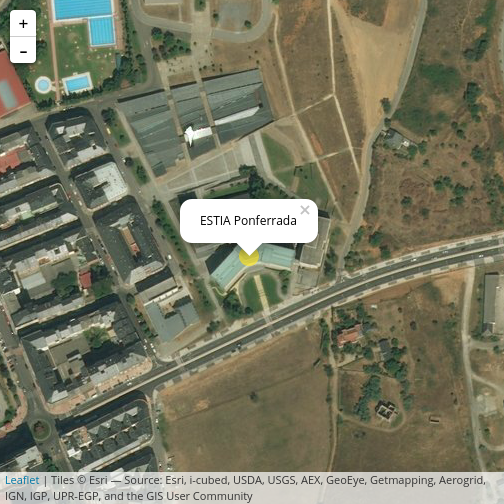 +
-
ESTIA Ponferrada
×
Leaflet | Tiles © Esri — Source: Esri, i-cubed, USDA, USGS, AEX, GeoEye, Getmapping, Aerogrid,
IGN, IGP, UPR-EGP, and the GIS User Community